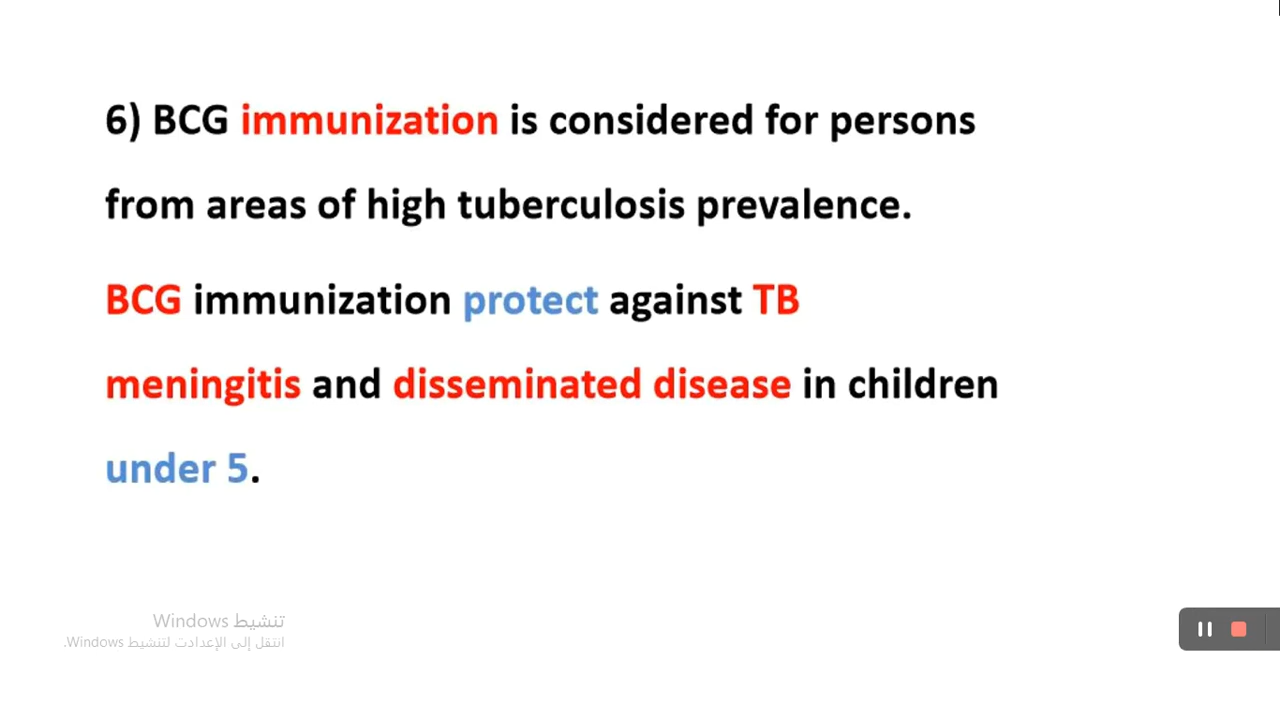 6) BCG immunization is considered for persons
from areas of high tuberculosis prevalence.
BCG immunization protect against TB
meningitis and disseminated disease in children
under 5.
تنشيط Windows
انتقل إلى الإعدادت لتنشيط Windows.